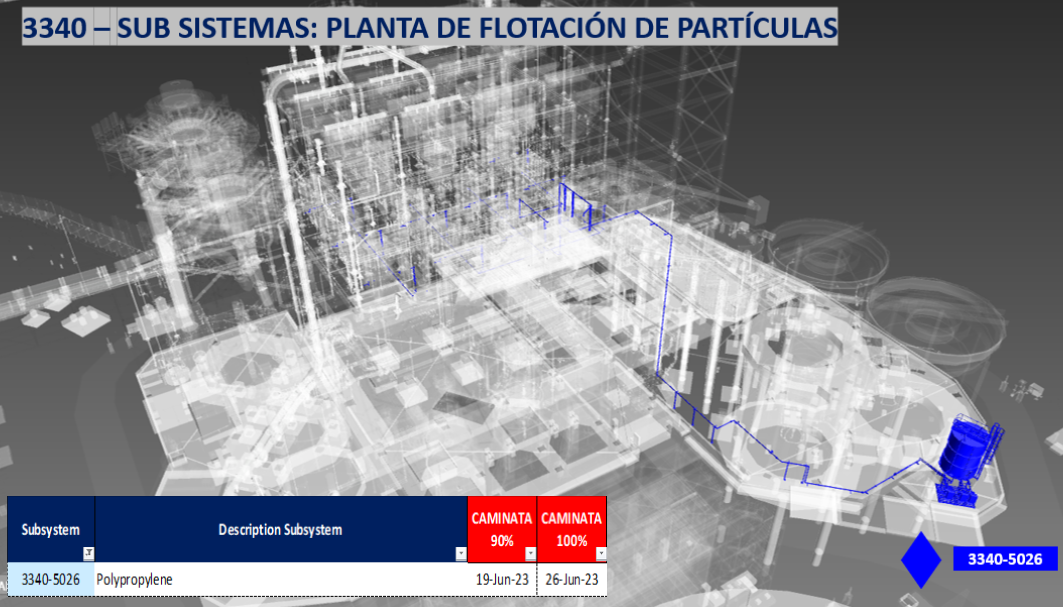 3340 – SUB SISTEMAS: PLANTA DE FLOTACIÓN DE PARTÍCULAS
Subsystem
Description Subsystem
CAMINATA
90%
CAMINATA
100%
3340-5026
Polypropylene
19-Jun-23
26-Jun-23
3340-5026